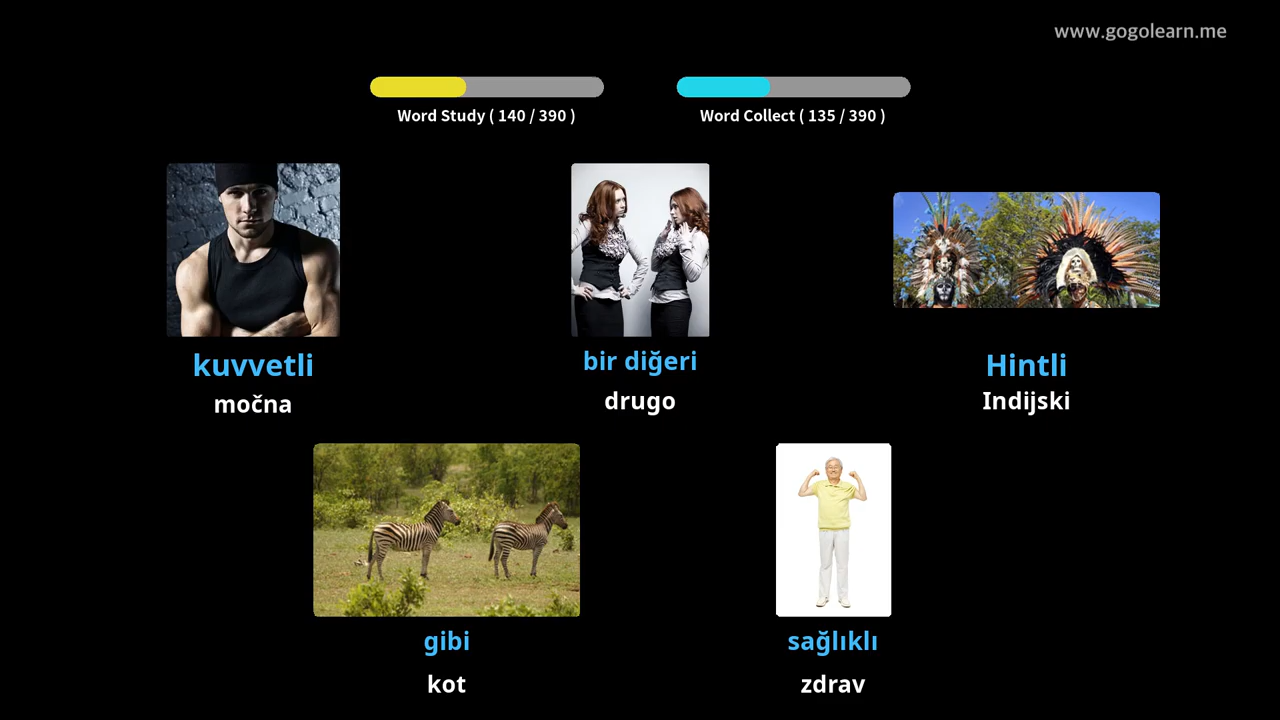 www.gogolearn.me
Word Study ( 140 / 390 )
Word Collect ( 135 / 390 )
kuvvetli
močna
bir diğeri
drugo
Hintli
Indijski
gibi
kot
sağlıklı
zdrav